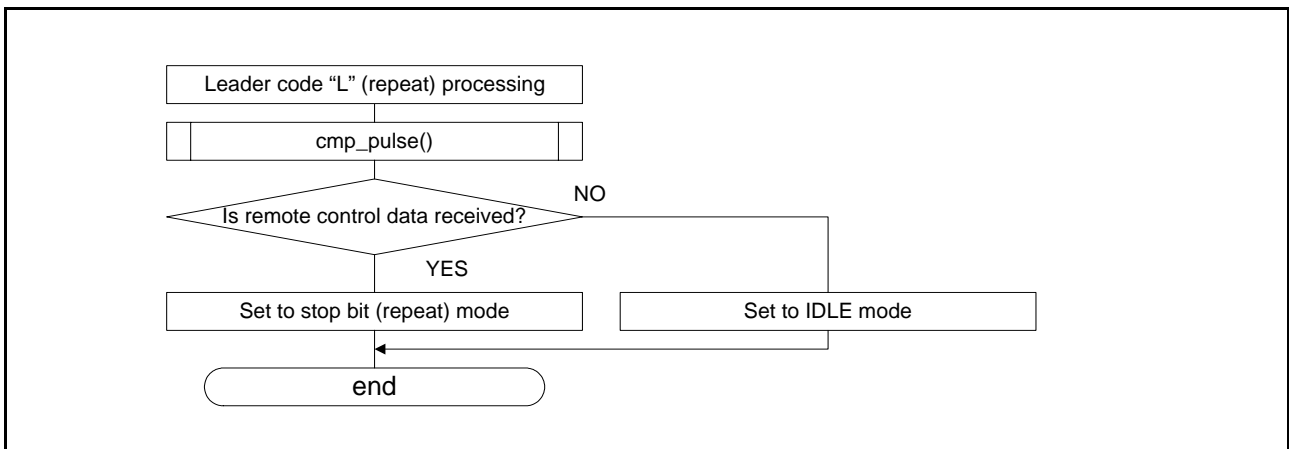 Leader code “L” (repeat) processing
cmp_pulse()
Is remote control data received?
NO
YES
Set to stop bit (repeat) mode
Set to IDLE mode
end